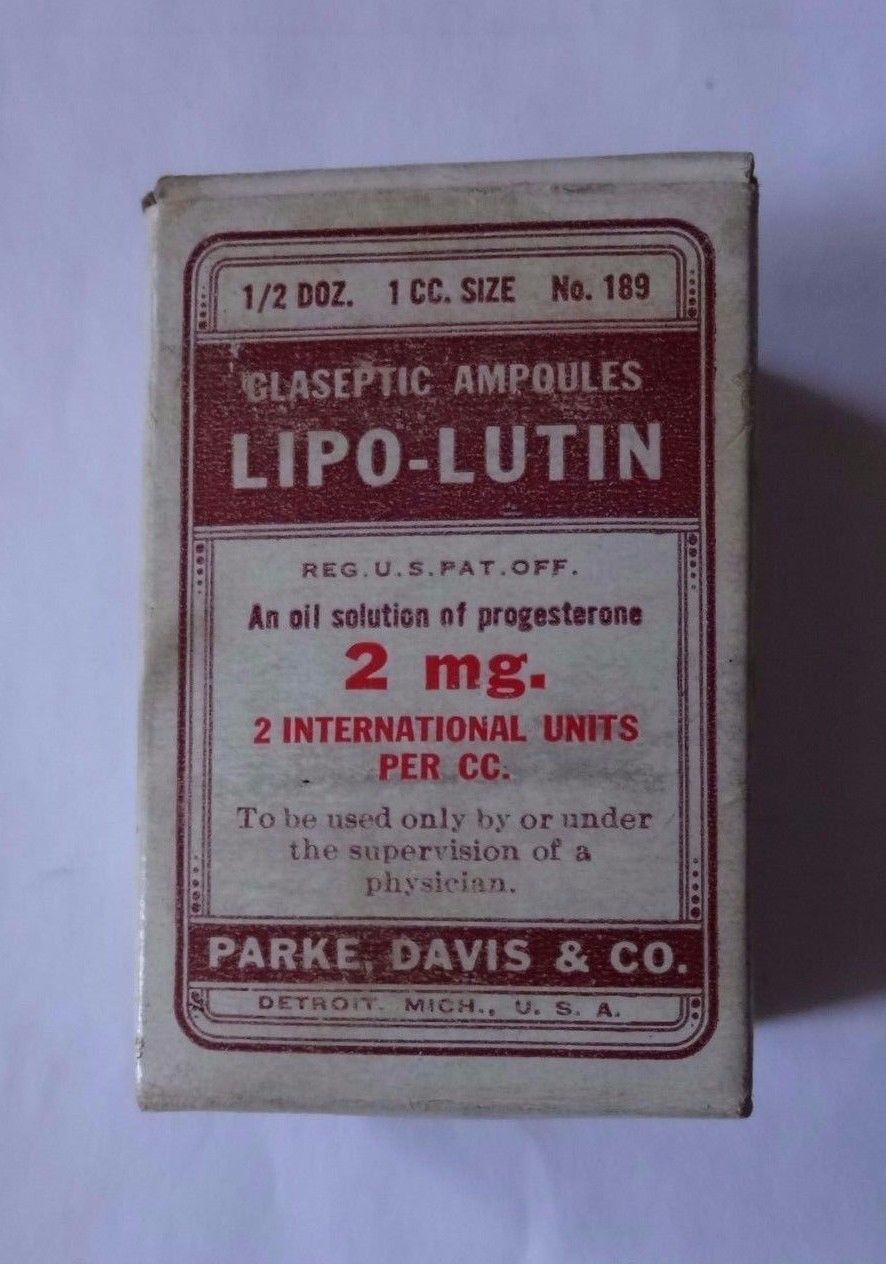 1/2 DOZ. 1 CC. SIZE No. 189
GLASEPTIC AMPOULES
LIPO-LUTIN
REG.U.S.PAT.OFF.
An oil solution of progesterone
2 mg.
2 INTERNATIONAL UNITS
PER CC.
To be used only by or under
the supervision of a
physician.
PARKE, DAVIS & CO.
DETROIT. MICH., U. S. A.